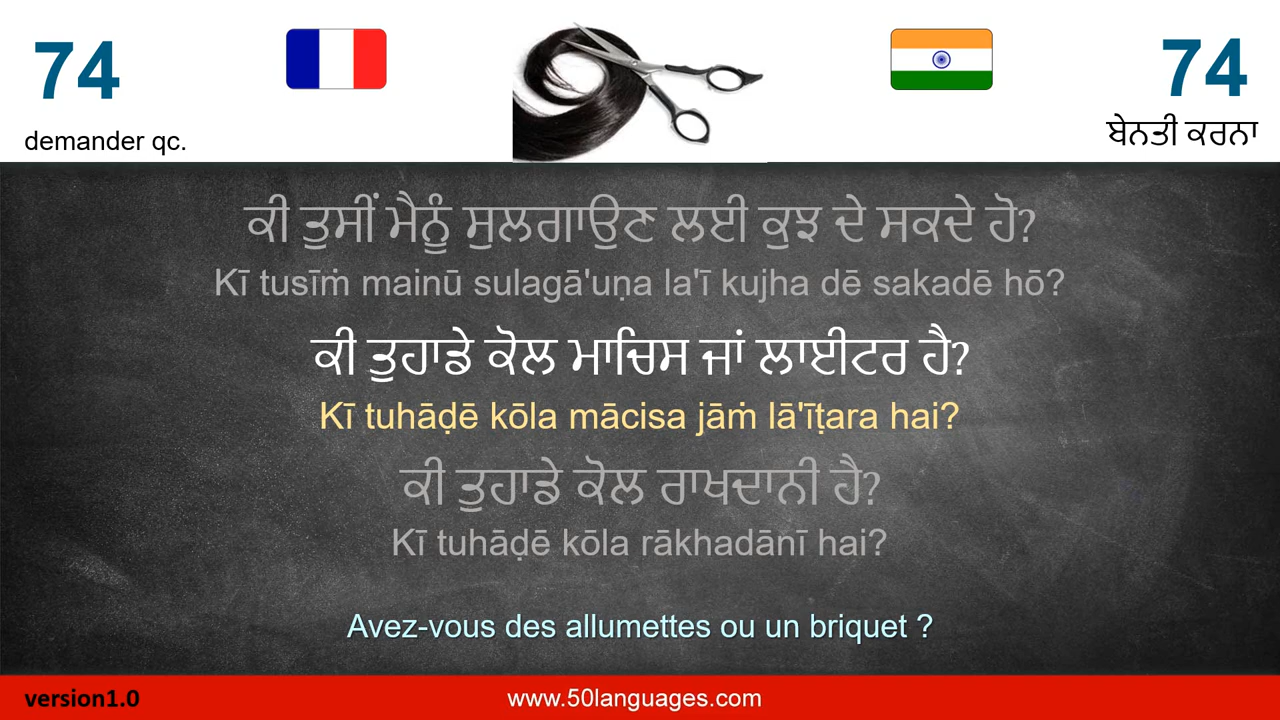 74
74
demander qc.
ਬੇਨਤੀ ਕਰਨਾ
ਕੀ ਤੁਸੀਂ ਮੈਨੂੰ ਸੁਲਗਾਉਣ ਲਈ ਕੁਝ ਦੇ ਸਕਦੇ ਹੋ?
Kī tusīṁ mainū sulagā'uṇa la'ī kujha dē sakadē hō?
ਕੀ ਤੁਹਾਡੇ ਕੋਲ ਮਾਚਿਸ ਜਾਂ ਲਾਈਟਰ ਹੈ?
Kī tuhāḍē kōla mācisa jāṁ lā'īṭara hai?
ਕੀ ਤੁਹਾਡੇ ਕੋਲ ਰਾਖਦਾਨੀ ਹੈ?
Kī tuhāḍē kōla rākhadānī hai?
Avez-vous des allumettes ou un briquet ?
version1.0
www.50languages.com